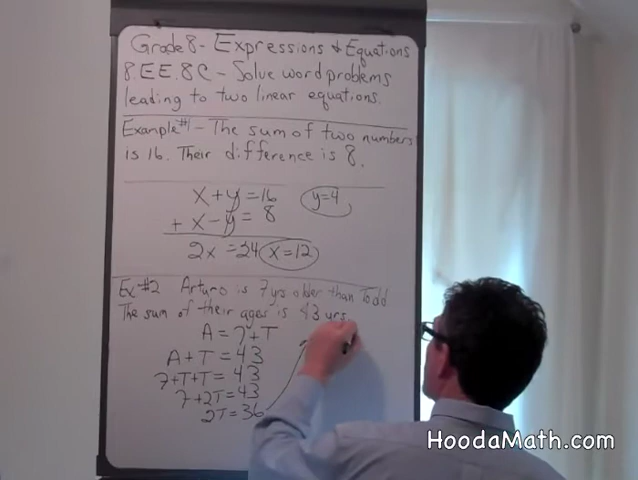 Grade 8 - Expressions & Equations
8.EE.8C - Solve word problems
leading to two linear equations.
Example #1 - The sum of two numbers
is 16. Their difference is 8.
x + y = 16
y = 4
+ x - y = 8
2x = 24
x = 12
Ex #2 Arturo is 7 yrs older than Todd
The sum of their ages is 43 yrs.
A = 7 + T
A + T = 43
7 + T + T = 43
7 + 2T = 43
2T = 36
HoodaMath.com